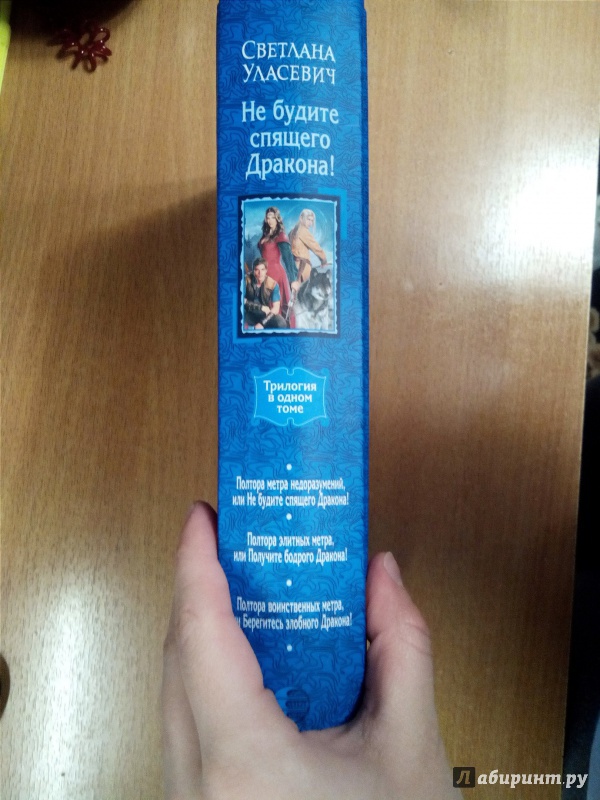 Светлана
Уласевич
Не будите
спящего
Дракона!
Трилогия
в одном
томе
Полтора метра недоразумений,
или Не будите спящего Дракона!
Полтора элитных метра,
или Получите бодрого Дракона!
Полтора воинственных метра,
и Берегитесь злобного Дракона!
Лабиринт.ру